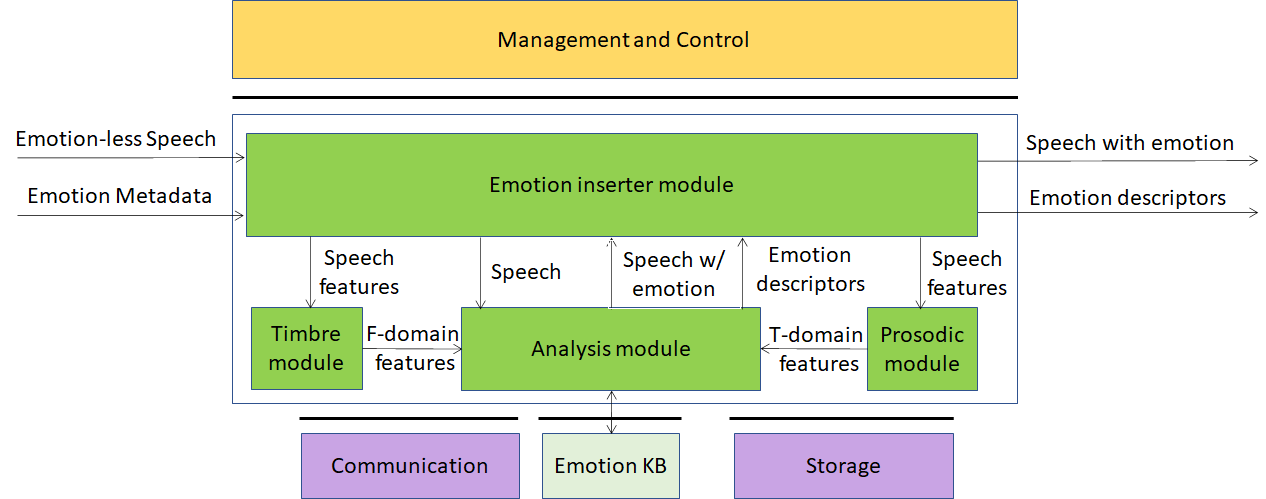 Management and Control
Emotion-less Speech
Speech with emotion
Emotion inserter module
Emotion Metadata
Emotion descriptors
Speech
features
Speech
Speech w/
emotion
Emotion
descriptors
Speech
features
Timbre
module
F-domain
features
Analysis module
T-domain
features
Prosodic
module
Communication
Emotion KB
Storage